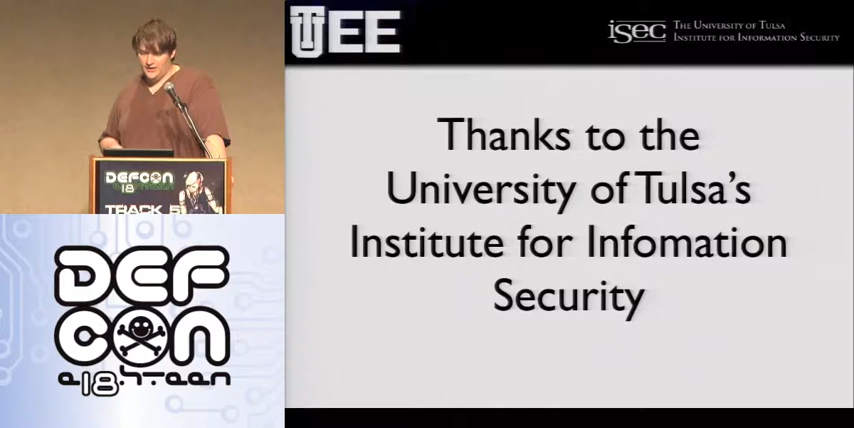 TU EE
isec THE UNIVERSITY OF TULSA
INSTITUTE FOR INFORMATION SECURITY
Thanks to the
University of Tulsa's
Institute for Infomation
Security
DEFCON
18
TRACK 5
DEF
CON
e18hteen